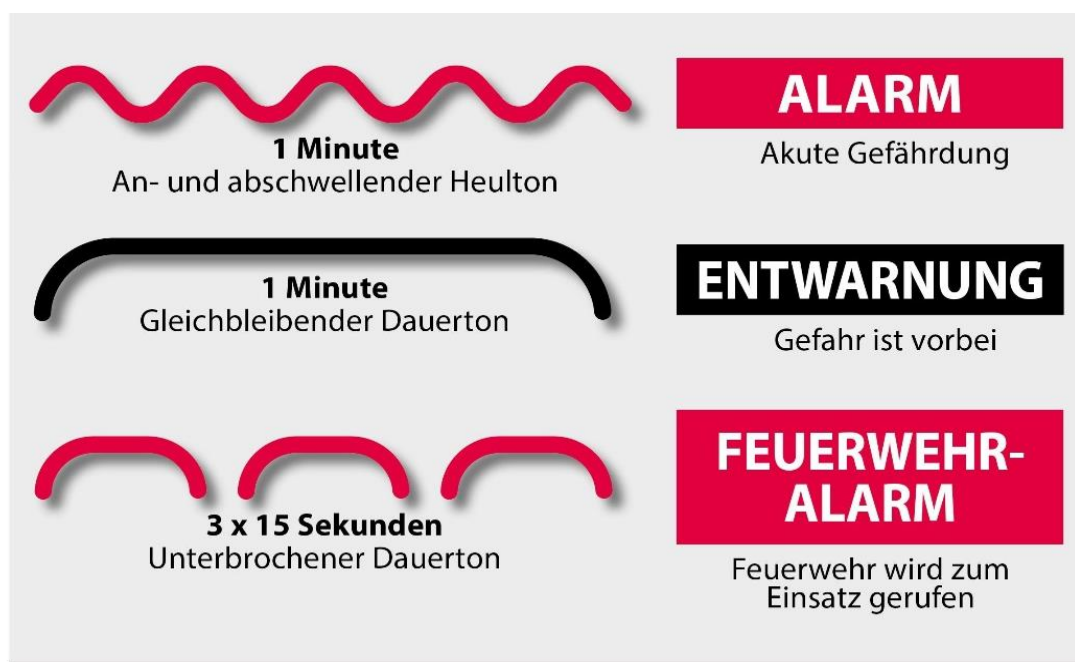 ALARM
Akute Gefährdung
1 Minute
An- und abschwellender Heulton
ENTWARNUNG
Gefahr ist vorbei
1 Minute
Gleichbleibender Dauerton
FEUERWEHR-
ALARM
Feuerwehr wird zum
Einsatz gerufen
3 x 15 Sekunden
Unterbrochener Dauerton